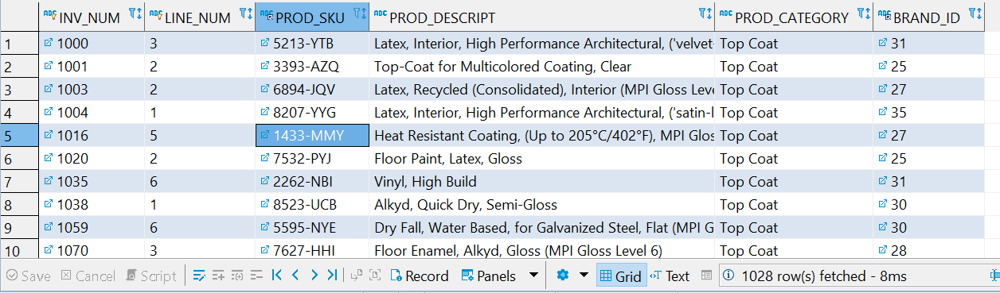 INV_NUM LINE_NUM PROD_SKU PROD_DESCRIPT PROD_CATEGORY BRAND_ID
1 1000 3 5213-YTB Latex, Interior, High Performance Architectural, ('velvet- Top Coat 31
2 1001 2 3393-AZQ Top-Coat for Multicolored Coating, Clear Top Coat 25
3 1003 2 6894-JQV Latex, Recycled (Consolidated), Interior (MPI Gloss Leve Top Coat 27
4 1004 1 8207-YYG Latex, Interior, High Performance Architectural, ('satin-l Top Coat 35
5 1016 5 1433-MMY Heat Resistant Coating, (Up to 205°C/402°F), MPI Glos Top Coat 27
6 1020 2 7532-PYJ Floor Paint, Latex, Gloss Top Coat 25
7 1035 6 2262-NBI Vinyl, High Build Top Coat 31
8 1038 1 8523-UCB Alkyd, Quick Dry, Semi-Gloss Top Coat 30
9 1059 6 5595-NYE Dry Fall, Water Based, for Galvanized Steel, Flat (MPI G Top Coat 30
10 1070 3 7627-HHI Floor Enamel, Alkyd, Gloss (MPI Gloss Level 6) Top Coat 28
Save Cancel Script Record Panels Grid Text 1028 row(s) fetched - 8ms